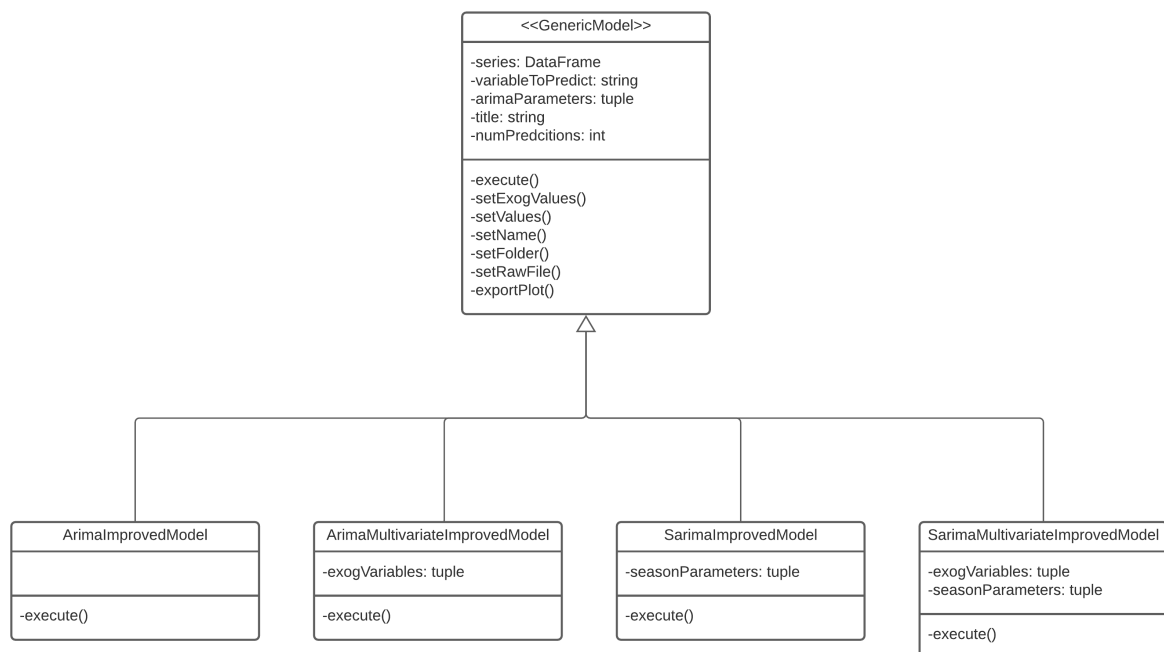 <<GenericModel>>
-series: DataFrame
-variableToPredict: string
-arimaParameters: tuple
-title: string
-numPredcitions: int
-execute()
-setExogValues()
-setValues()
-setName()
-setFolder()
-setRawFile()
-exportPlot()
ArimaImprovedModel
-execute()
ArimaMultivariateImprovedModel
-exogVariables: tuple
-execute()
SarimaImprovedModel
-seasonParameters: tuple
-execute()
SarimaMultivariateImprovedModel
-exogVariables: tuple
-seasonParameters: tuple
-execute()